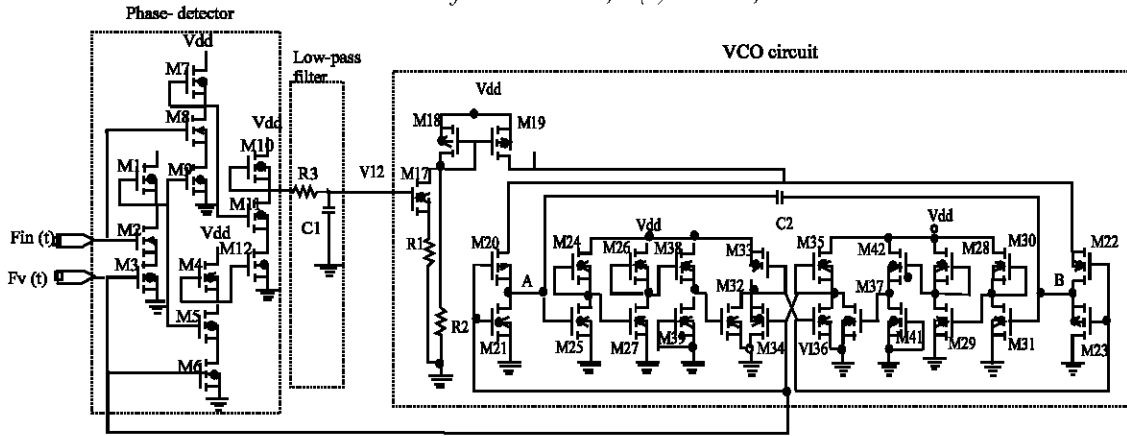 Phase- detector
Vdd
M7
M8
Vdd
M10
M1
M9
M11
Fin (t)
M2
Vdd
M12
Fv (t)
M3
M4
M5
M6
Low-pass
filter
R3
C1
V12
VCO circuit
Vdd
M18
M19
M17
R1
R2
C2
M20
A
M24
M26
Vdd
M38
M33
M35
Vdd
M42
M28
M30
M22
B
M32
M37
M21
M25
M27
M39
M34
VI36
M41
M29
M31
M23